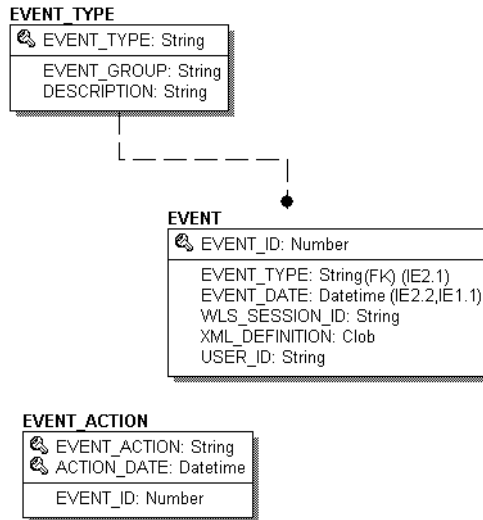 EVENT_TYPE
EVENT_TYPE: String
EVENT_GROUP: String
DESCRIPTION: String
EVENT
EVENT_ID: Number
EVENT_TYPE: String(FK) (IE2.1)
EVENT_DATE: Datetime (IE2.2,IE1.1)
WLS_SESSION_ID: String
XML_DEFINITION: Clob
USER_ID: String
EVENT_ACTION
EVENT_ACTION: String
ACTION_DATE: Datetime
EVENT_ID: Number